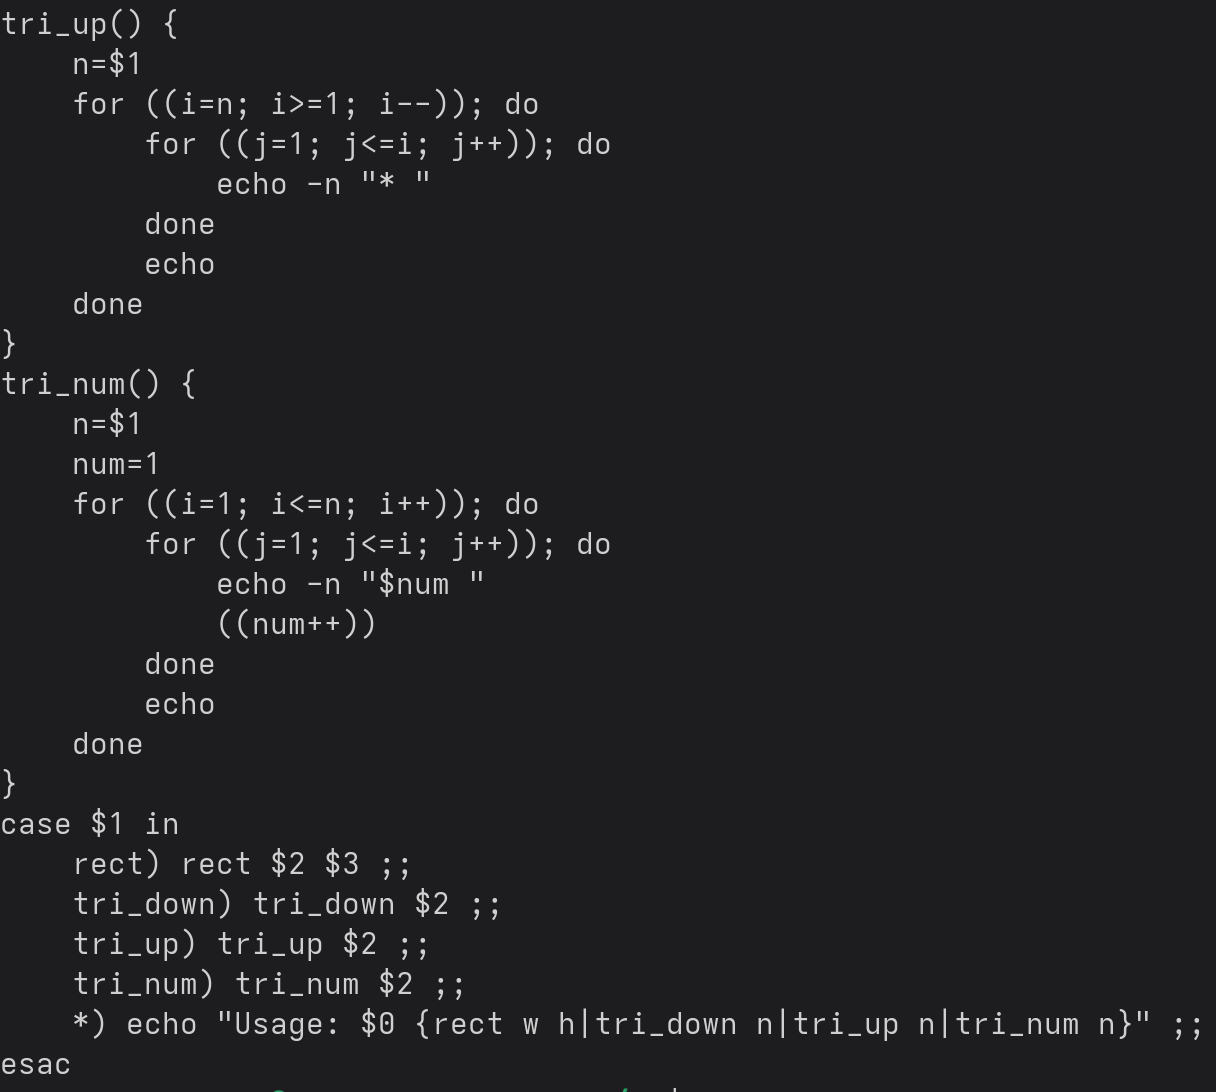 tri_up() {
    n=$1
    for ((i=n; i>=1; i--)); do
        for ((j=1; j<=i; j++)); do
            echo -n "* "
        done
        echo
    done
}
tri_num() {
    n=$1
    num=1
    for ((i=1; i<=n; i++)); do
        for ((j=1; j<=i; j++)); do
            echo -n "$num "
            ((num++))
        done
        echo
    done
}
case $1 in
    rect) rect $2 $3 ;;
    tri_down) tri_down $2 ;;
    tri_up) tri_up $2 ;;
    tri_num) tri_num $2 ;;
    *) echo "Usage: $0 {rect w h|tri_down n|tri_up n|tri_num n}" ;;
esac